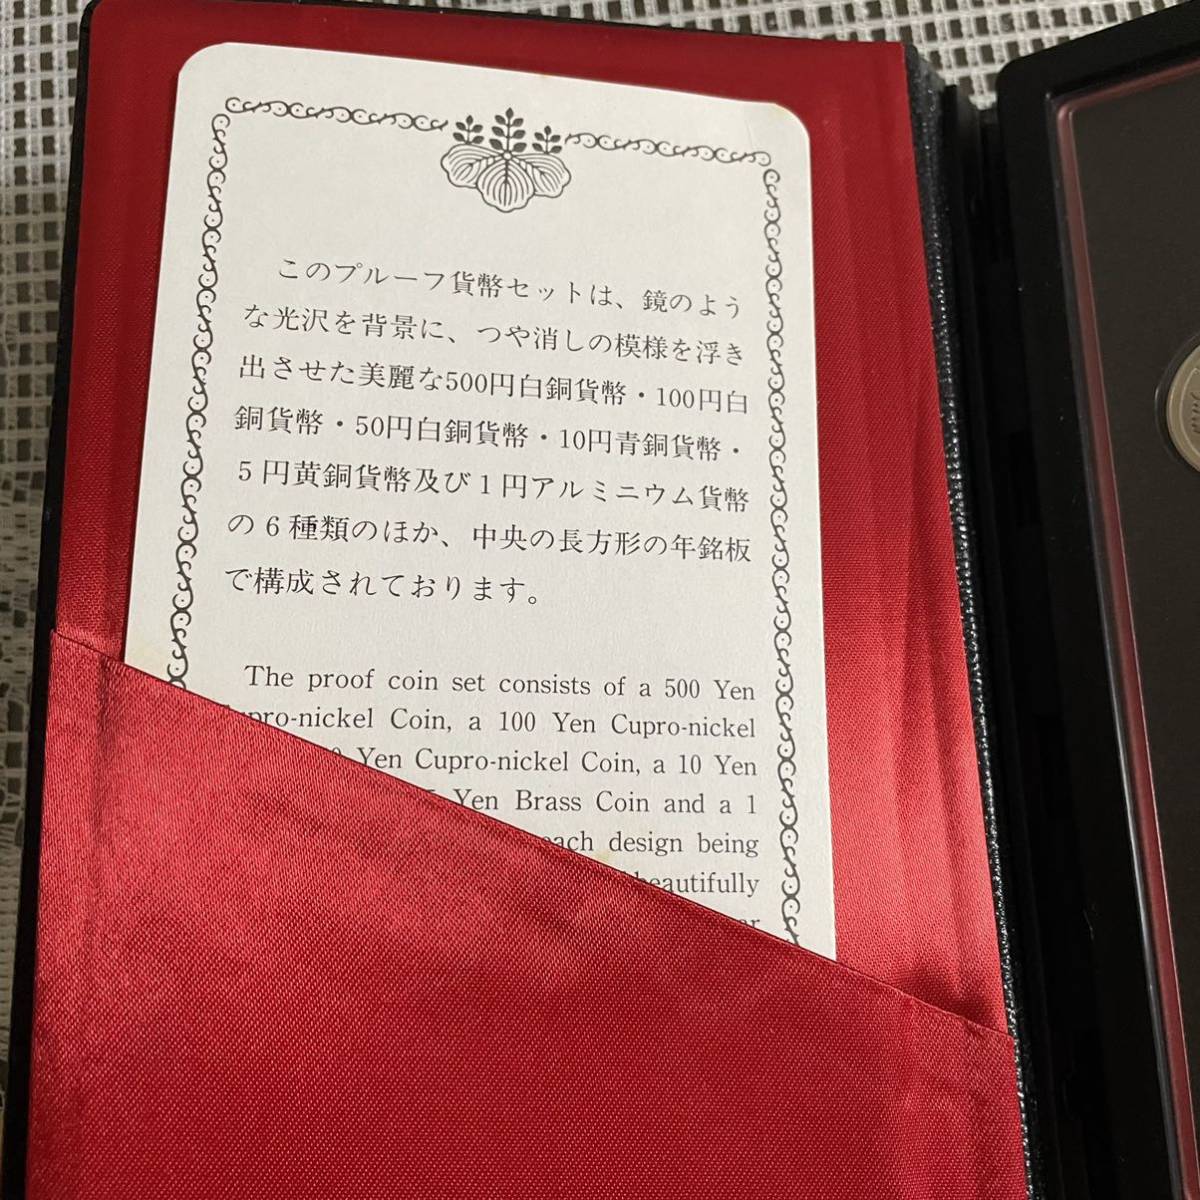 このプルーフ貨幣セットは、鏡のよう
な光沢を背景に、つや消しの模様を浮き
出させた美麗な500円白銅貨幣・100円白
銅貨幣・50円白銅貨幣・10円青銅貨幣・
5円黄銅貨幣及び1円アルミニウム貨幣
の6種類のほか、中央の長方形の年銘板
で構成されております。
The proof coin set consists of a 500 Yen
pro-nickel Coin, a 100 Yen Cupro-nickel
Yen Cupro-nickel Coin, a 10 Yen
Yen Brass Coin and a 1
each design being
beautifully